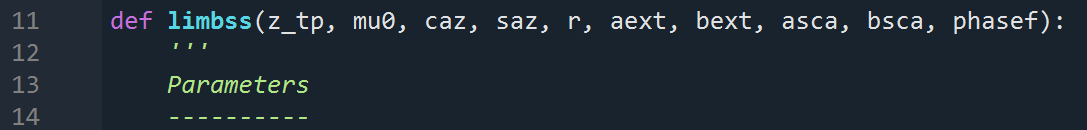 11 def limbss(z_tp, mu0, caz, saz, r, aext, bext, asca, bsca, phasef):
12 '''
13 Parameters
14 ----------